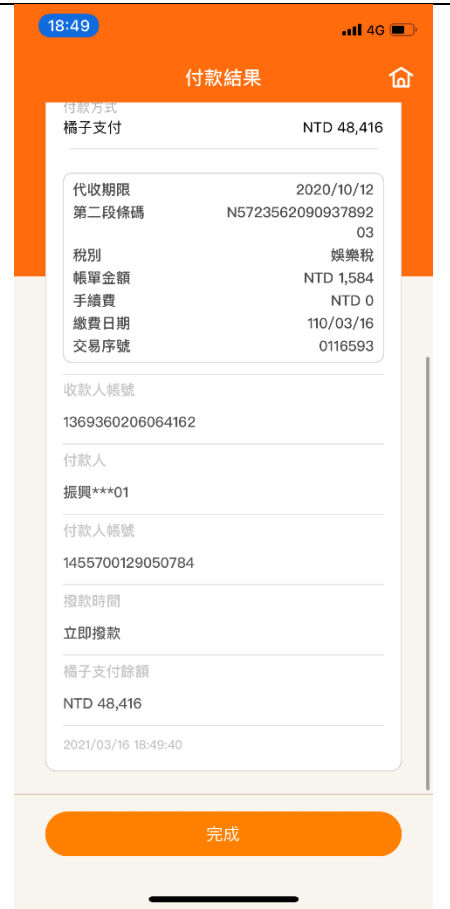 18:49
4G
付款結果
付款方式
橘子支付 NTD 48,416
代收期限 2020/10/12
第二段條碼 N5723562090937892
03
稅別 娛樂稅
帳單金額 NTD 1,584
手續費 NTD 0
繳費日期 110/03/16
交易序號 0116593
收款人帳號
1369360206064162
付款人
振興***01
付款人帳號
1455700129050784
撥款時間
立即撥款
橘子支付餘額
NTD 48,416
2021/03/16 18:49:40
完成